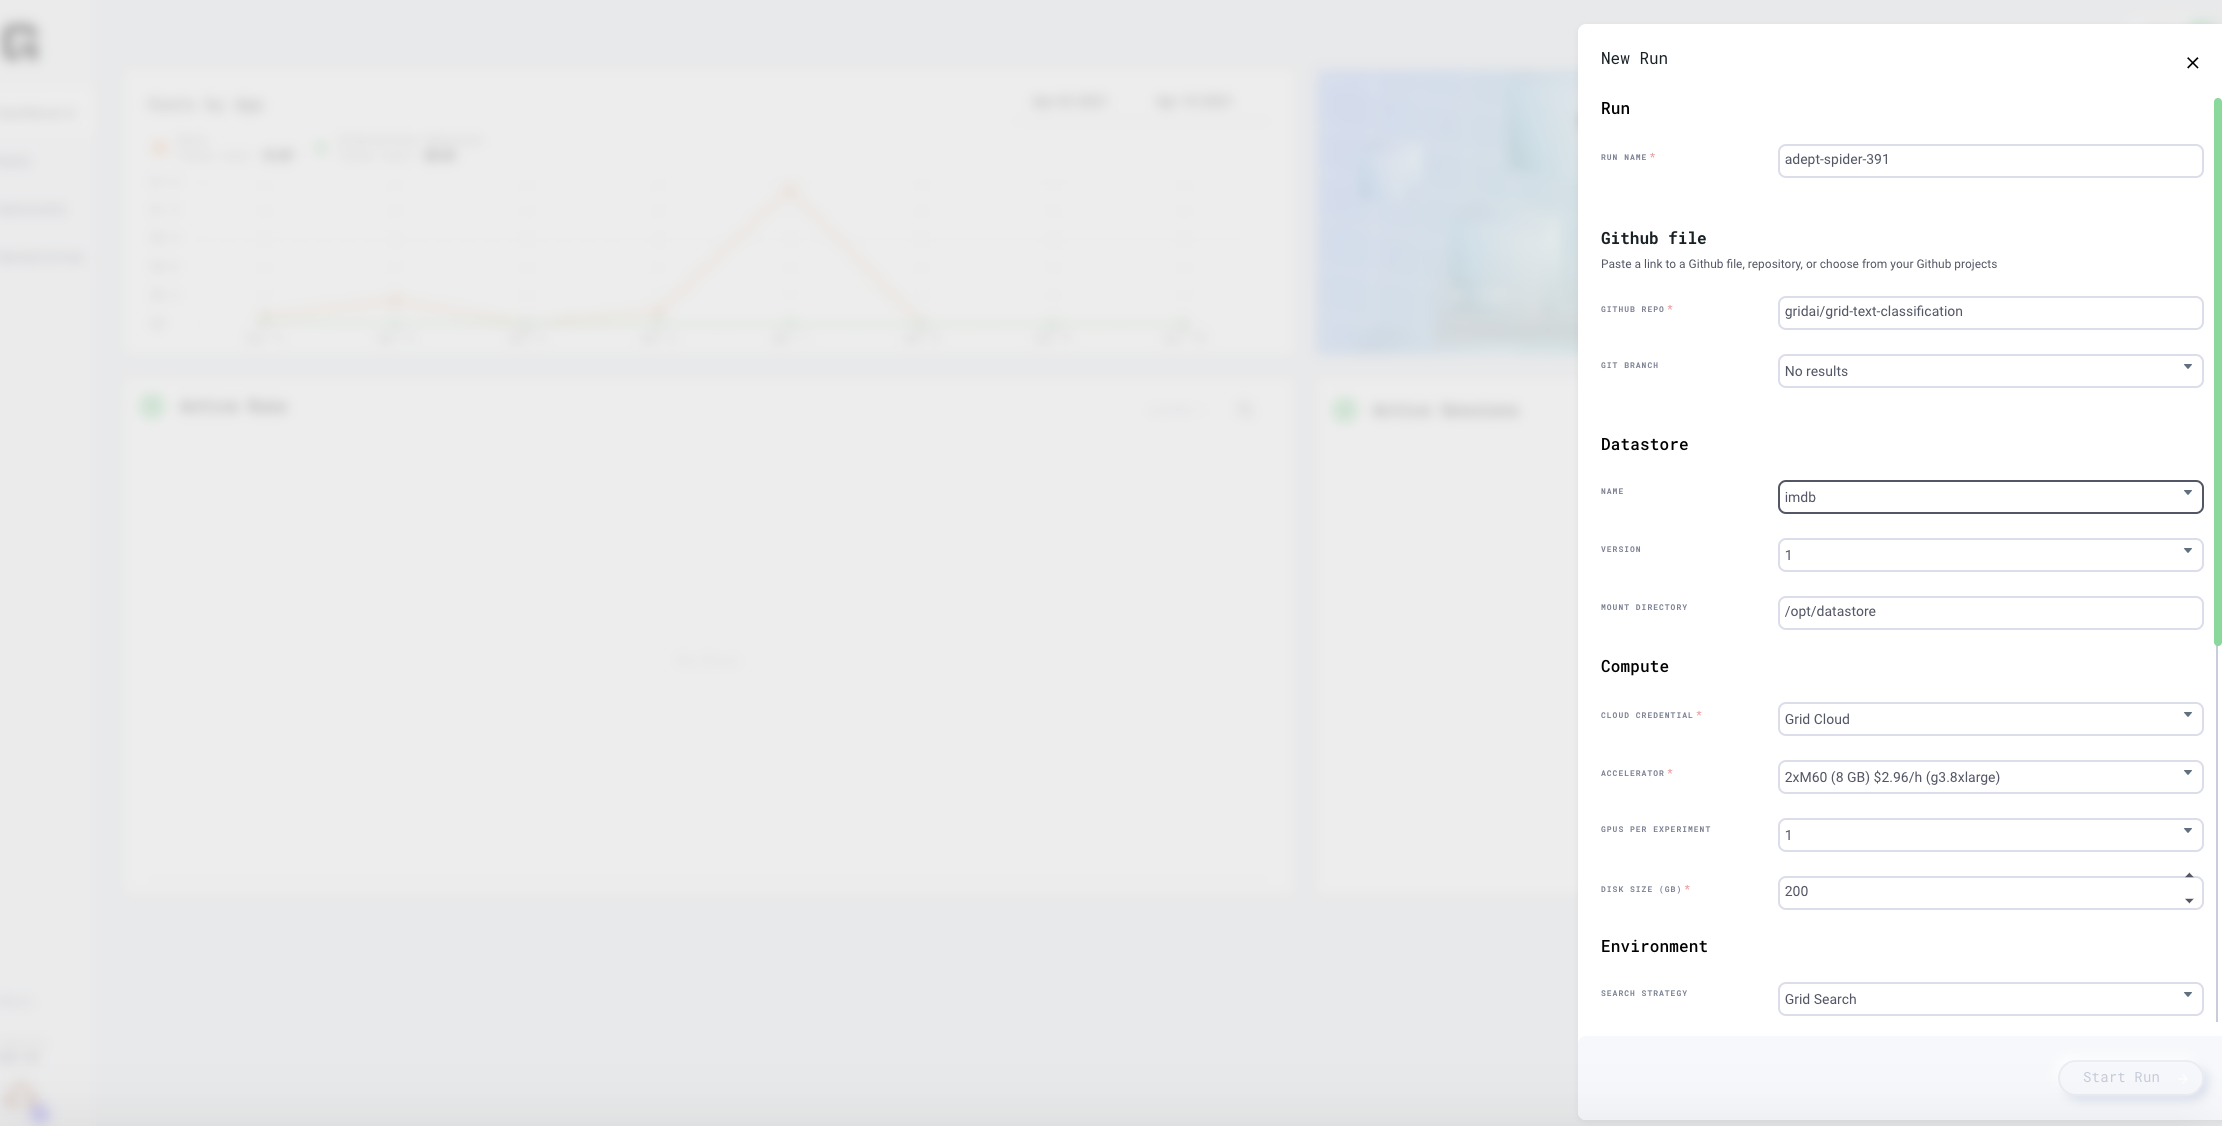 New Run
Run
RUN NAME *
adept-spider-391
Github file
Paste a link to a Github file, repository, or choose from your Github projects
GITHUB REPO *
gridai/grid-text-classification
GIT BRANCH
No results
Datastore
NAME
imdb
VERSION
1
MOUNT DIRECTORY
/opt/datastore
Compute
CLOUD CREDENTIAL *
Grid Cloud
ACCELERATOR *
2xM60 (8 GB) $2.96/h (g3.8xlarge)
GPUS PER EXPERIMENT
1
DISK SIZE (GB) *
200
Environment
SEARCH STRATEGY
Grid Search
Start Run